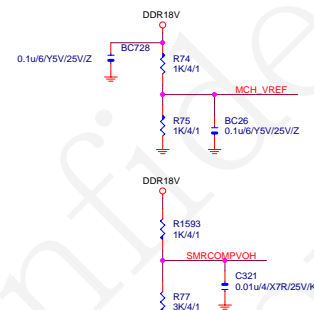 DDR18V
BC728
0.1u/6/Y5V/25V/Z
R74
1K/4/1
MCH_VREF
R75
1K/4/1
BC26
0.1u/6/Y5V/25V/Z
DDR18V
R1593
1K/4/1
SMRCOMPVOH
C321
0.01u/4/X7R/25V/K
R77
3K/4/1